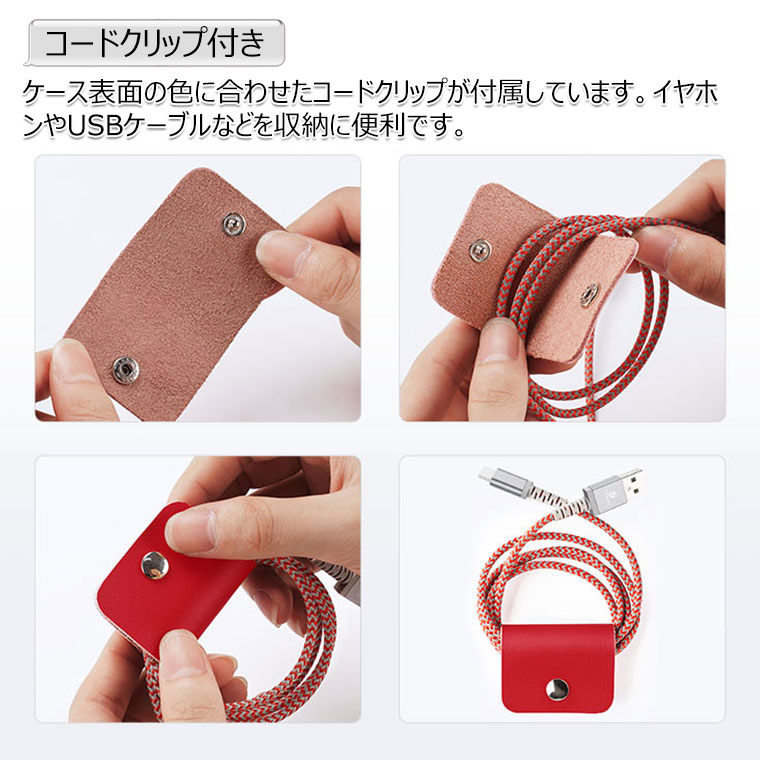 コードクリップ付き
ケース表面の色に合わせたコードクリップが付属しています。イヤホ
ンやUSBケーブルなどを収納に便利です。